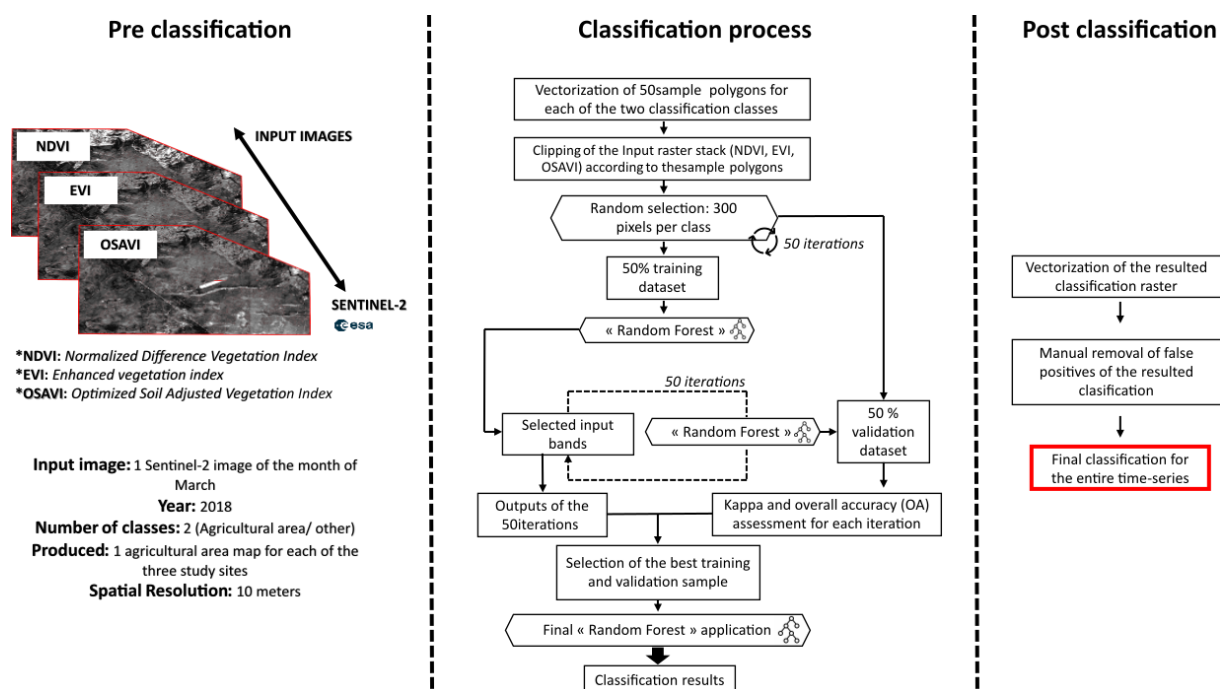 Pre classification
INPUT IMAGES
NDVI
EVI
OSAVI
SENTINEL-2
esa
*NDVI: Normalized Difference Vegetation Index
*EVI: Enhanced vegetation index
*OSAVI: Optimized Soil Adjusted Vegetation Index
Input image: 1 Sentinel-2 image of the month of
March
Year: 2018
Number of classes: 2 (Agricultural area/ other)
Produced: 1 agricultural area map for each of the
three study sites
Spatial Resolution: 10 meters
Classification process
Vectorization of 50sample polygons for
each of the two classification classes
Clipping of the Input raster stack (NDVI, EVI,
OSAVI) according to thesample polygons
Random selection: 300
pixels per class
50 iterations
50% training
dataset
« Random Forest »
50 iterations
Selected input
bands
« Random Forest »
50 %
validation
dataset
Outputs of the
50iterations
Kappa and overall accuracy (OA)
assessment for each iteration
Selection of the best training
and validation sample
Final « Random Forest » application
Classification results
Post classification
Vectorization of the resulted
classification raster
Manual removal of false
positives of the resulted
clasification
Final classification for
the entire time-series